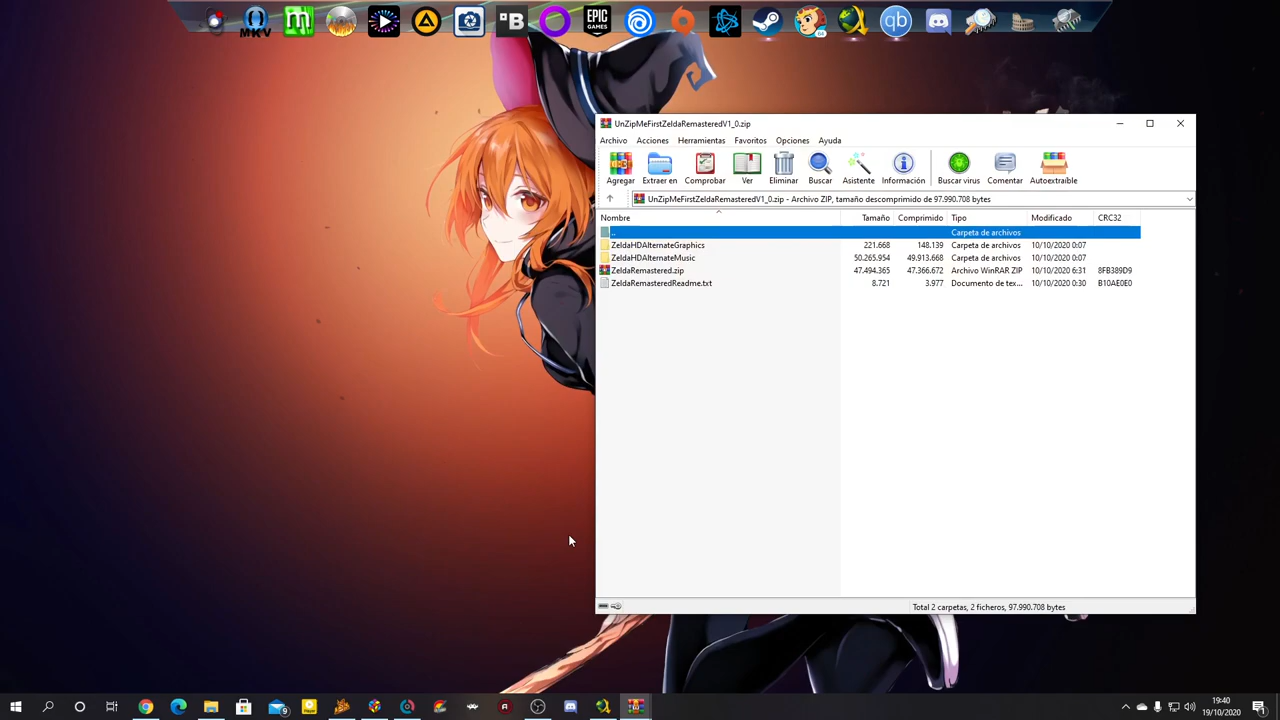 MKV
B
EPIC
GAMES
84
qb
UnZipMeFirstZeldaRemasteredV1_0.zip
Archivo Acciones Herramientas Favoritos Opciones Ayuda
Agregar Extraer en Comprobar Ver Eliminar Buscar Asistente Información Buscar virus Comentar Autoextraíble
UnZipMeFirstZeldaRemasteredV1_0.zip - Archivo ZIP, tamaño descomprimido de 97.990.708 bytes
Nombre Tamaño Comprimido Tipo Modificado CRC32
.. Carpeta de archivos
ZeldaHDAlternateGraphics 221.668 148.139 Carpeta de archivos 10/10/2020 0:07
ZeldaHDAlternateMusic 50.265.954 49.913.668 Carpeta de archivos 10/10/2020 0:07
ZeldaRemastered.zip 47.494.365 47.366.672 Archivo WinRAR ZIP 10/10/2020 6:31 8FB389D9
ZeldaRemasteredReadme.txt 8.721 3.977 Documento de tex... 10/10/2020 0:30 B10AE0E0
Total 2 carpetas, 2 ficheros, 97.990.708 bytes
19:40
19/10/2020